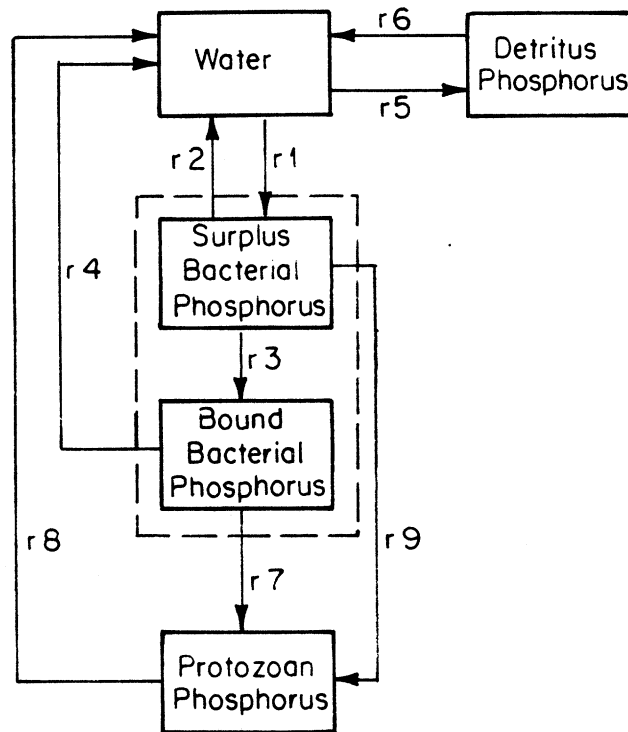 r6
Water
Detritus
Phosphorus
r5
r2
r1
Surplus
Bacterial
Phosphorus
r4
r3
Bound
Bacterial
Phosphorus
r8
r9
r7
Protozoan
Phosphorus